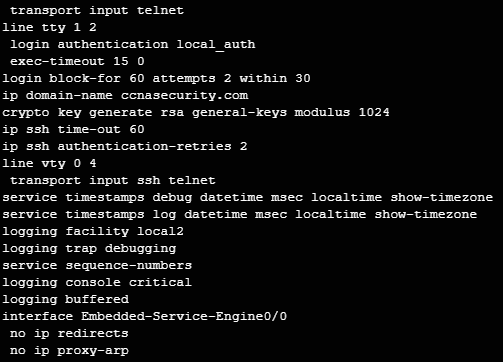 transport input telnet
line tty 1 2
login authentication local_auth
exec-timeout 15 0
login block-for 60 attempts 2 within 30
ip domain-name ccnasecurity.com
crypto key generate rsa general-keys modulus 1024
ip ssh time-out 60
ip ssh authentication-retries 2
line vty 0 4
transport input ssh telnet
service timestamps debug datetime msec localtime show-timezone
service timestamps log datetime msec localtime show-timezone
logging facility local2
logging trap debugging
service sequence-numbers
logging console critical
logging buffered
interface Embedded-Service-Engine0/0
no ip redirects
no ip proxy-arp